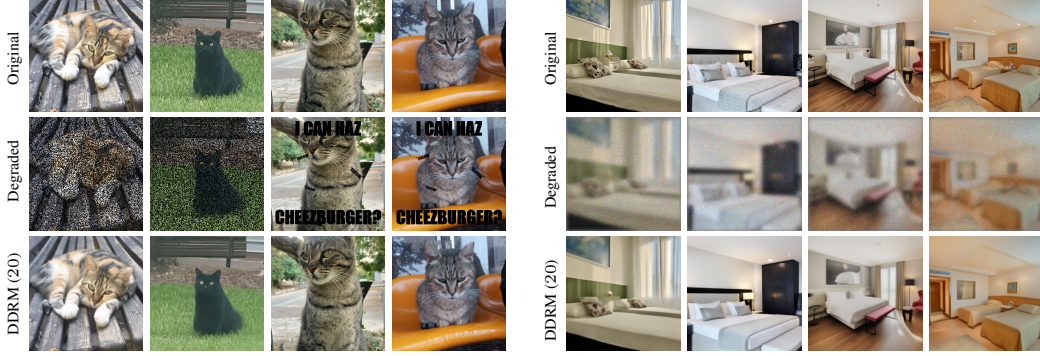 Original
Degraded
DDRM (20)
I CAN HAZ
CHEEZBURGER?
I CAN HAZ
CHEEZBURGER?
Original
Degraded
DDRM (20)